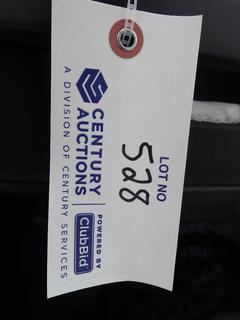 LOT NO
528
CENTURY
AUCTIONS
A DIVISION OF CENTURY SERVICES
POWERED BY
ClubBid